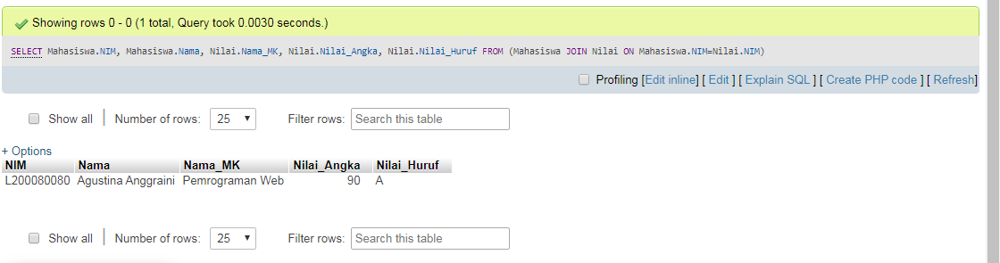 Showing rows 0 - 0 (1 total, Query took 0.0030 seconds.)
SELECT Mahasiswa.NIM, Mahasiswa.Nama, Nilai.Nama_MK, Nilai.Nilai_Angka, Nilai.Nilai_Huruf FROM (Mahasiswa JOIN Nilai ON Mahasiswa.NIM=Nilai.NIM)
Profiling [Edit inline] [ Edit ] [ Explain SQL ] [ Create PHP code ] [ Refresh]
Show all | Number of rows: 25 Filter rows: Search this table
+ Options
NIM Nama Nama_MK Nilai_Angka Nilai_Huruf
L200080080 Agustina Anggraini Pemrograman Web 90 A
Show all | Number of rows: 25 Filter rows: Search this table